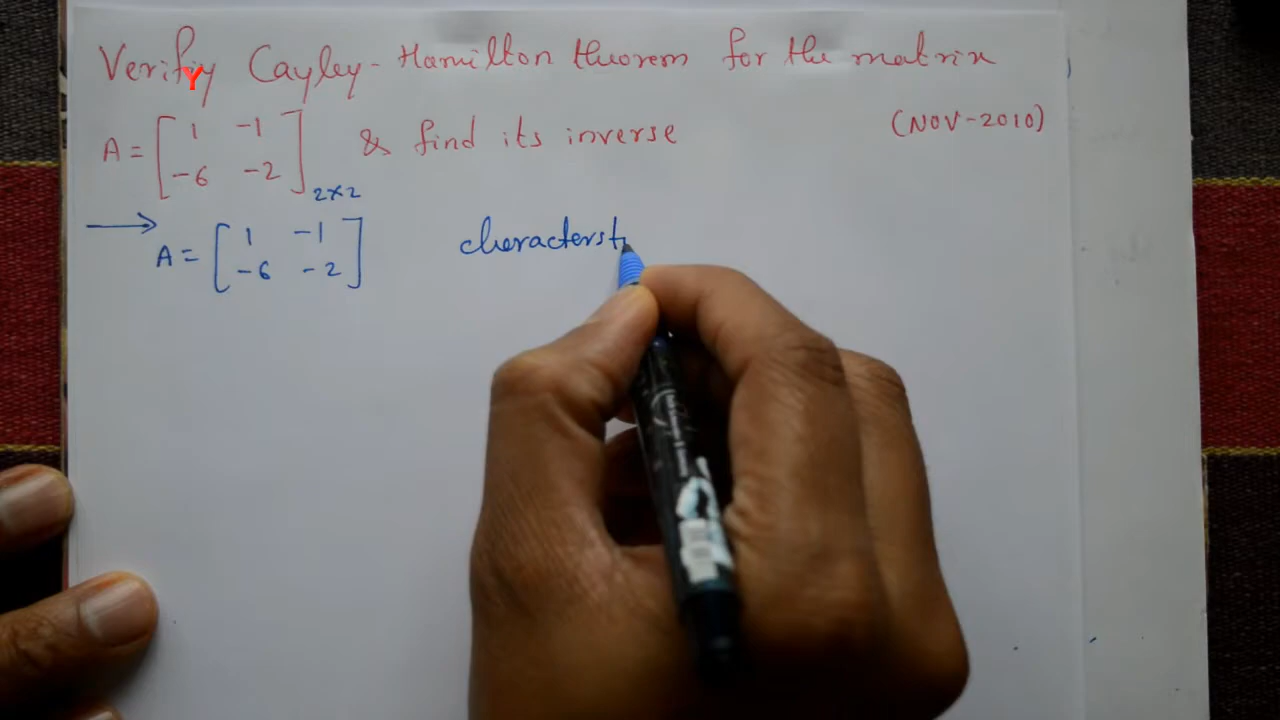 Verifiy Cayley-Hamilton theorem for the matrix
A = [ 1 -1 ; -6 -2 ] 2×2 & find its inverse (NOV-2010)
→ A = [ 1 -1 ; -6 -2 ] characterst